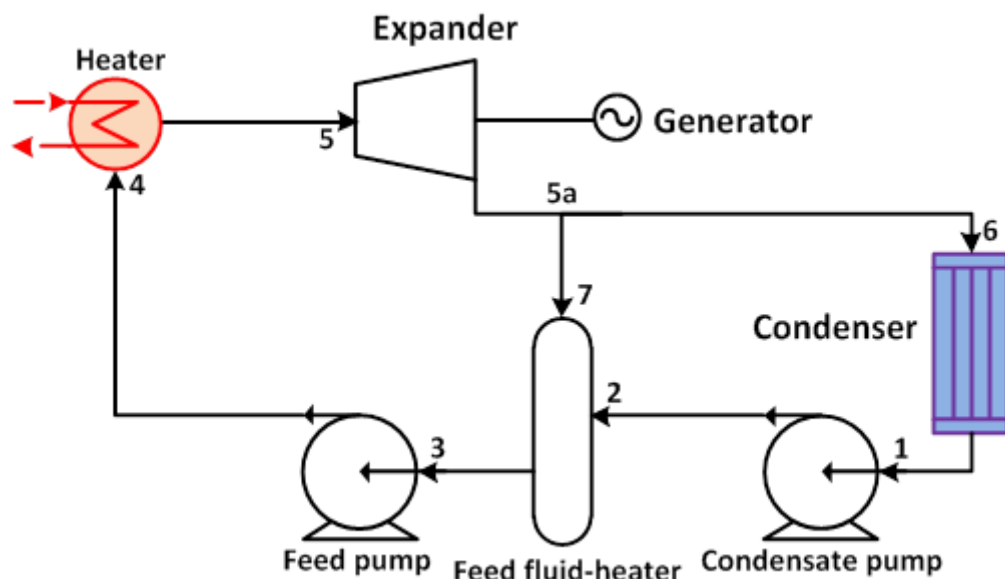 Expander
Heater
Generator
5
4
5a
6
7
Condenser
2
3
1
Feed pump
Feed fluid-heater
Condensate pump